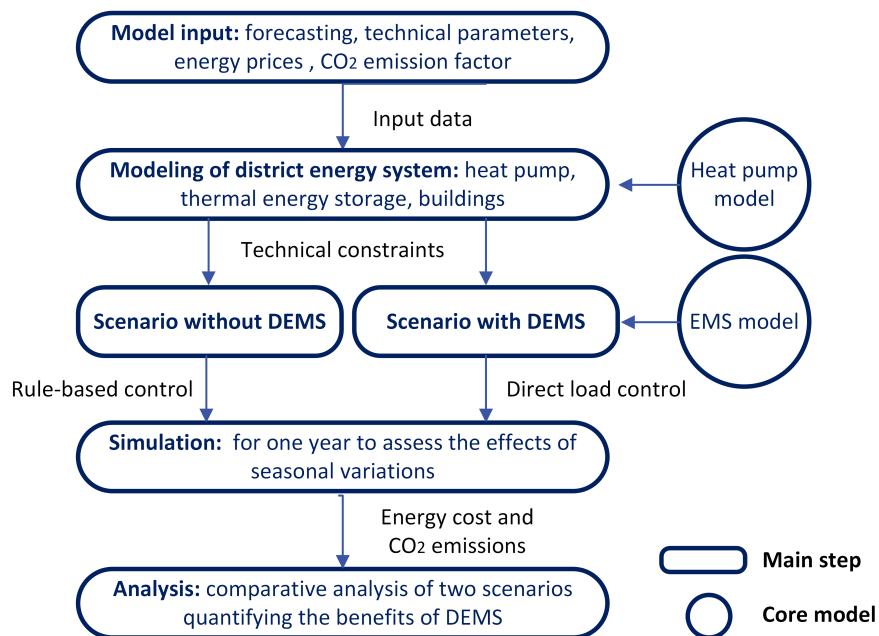 Model input: forecasting, technical parameters,
energy prices , CO2 emission factor
Input data
Modeling of district energy system: heat pump,
thermal energy storage, buildings
Heat pump
model
Technical constraints
Scenario without DEMS
Scenario with DEMS
EMS model
Rule-based control
Direct load control
Simulation: for one year to assess the effects of
seasonal variations
Energy cost and
CO2 emissions
Analysis: comparative analysis of two scenarios
quantifying the benefits of DEMS
Main step
Core model